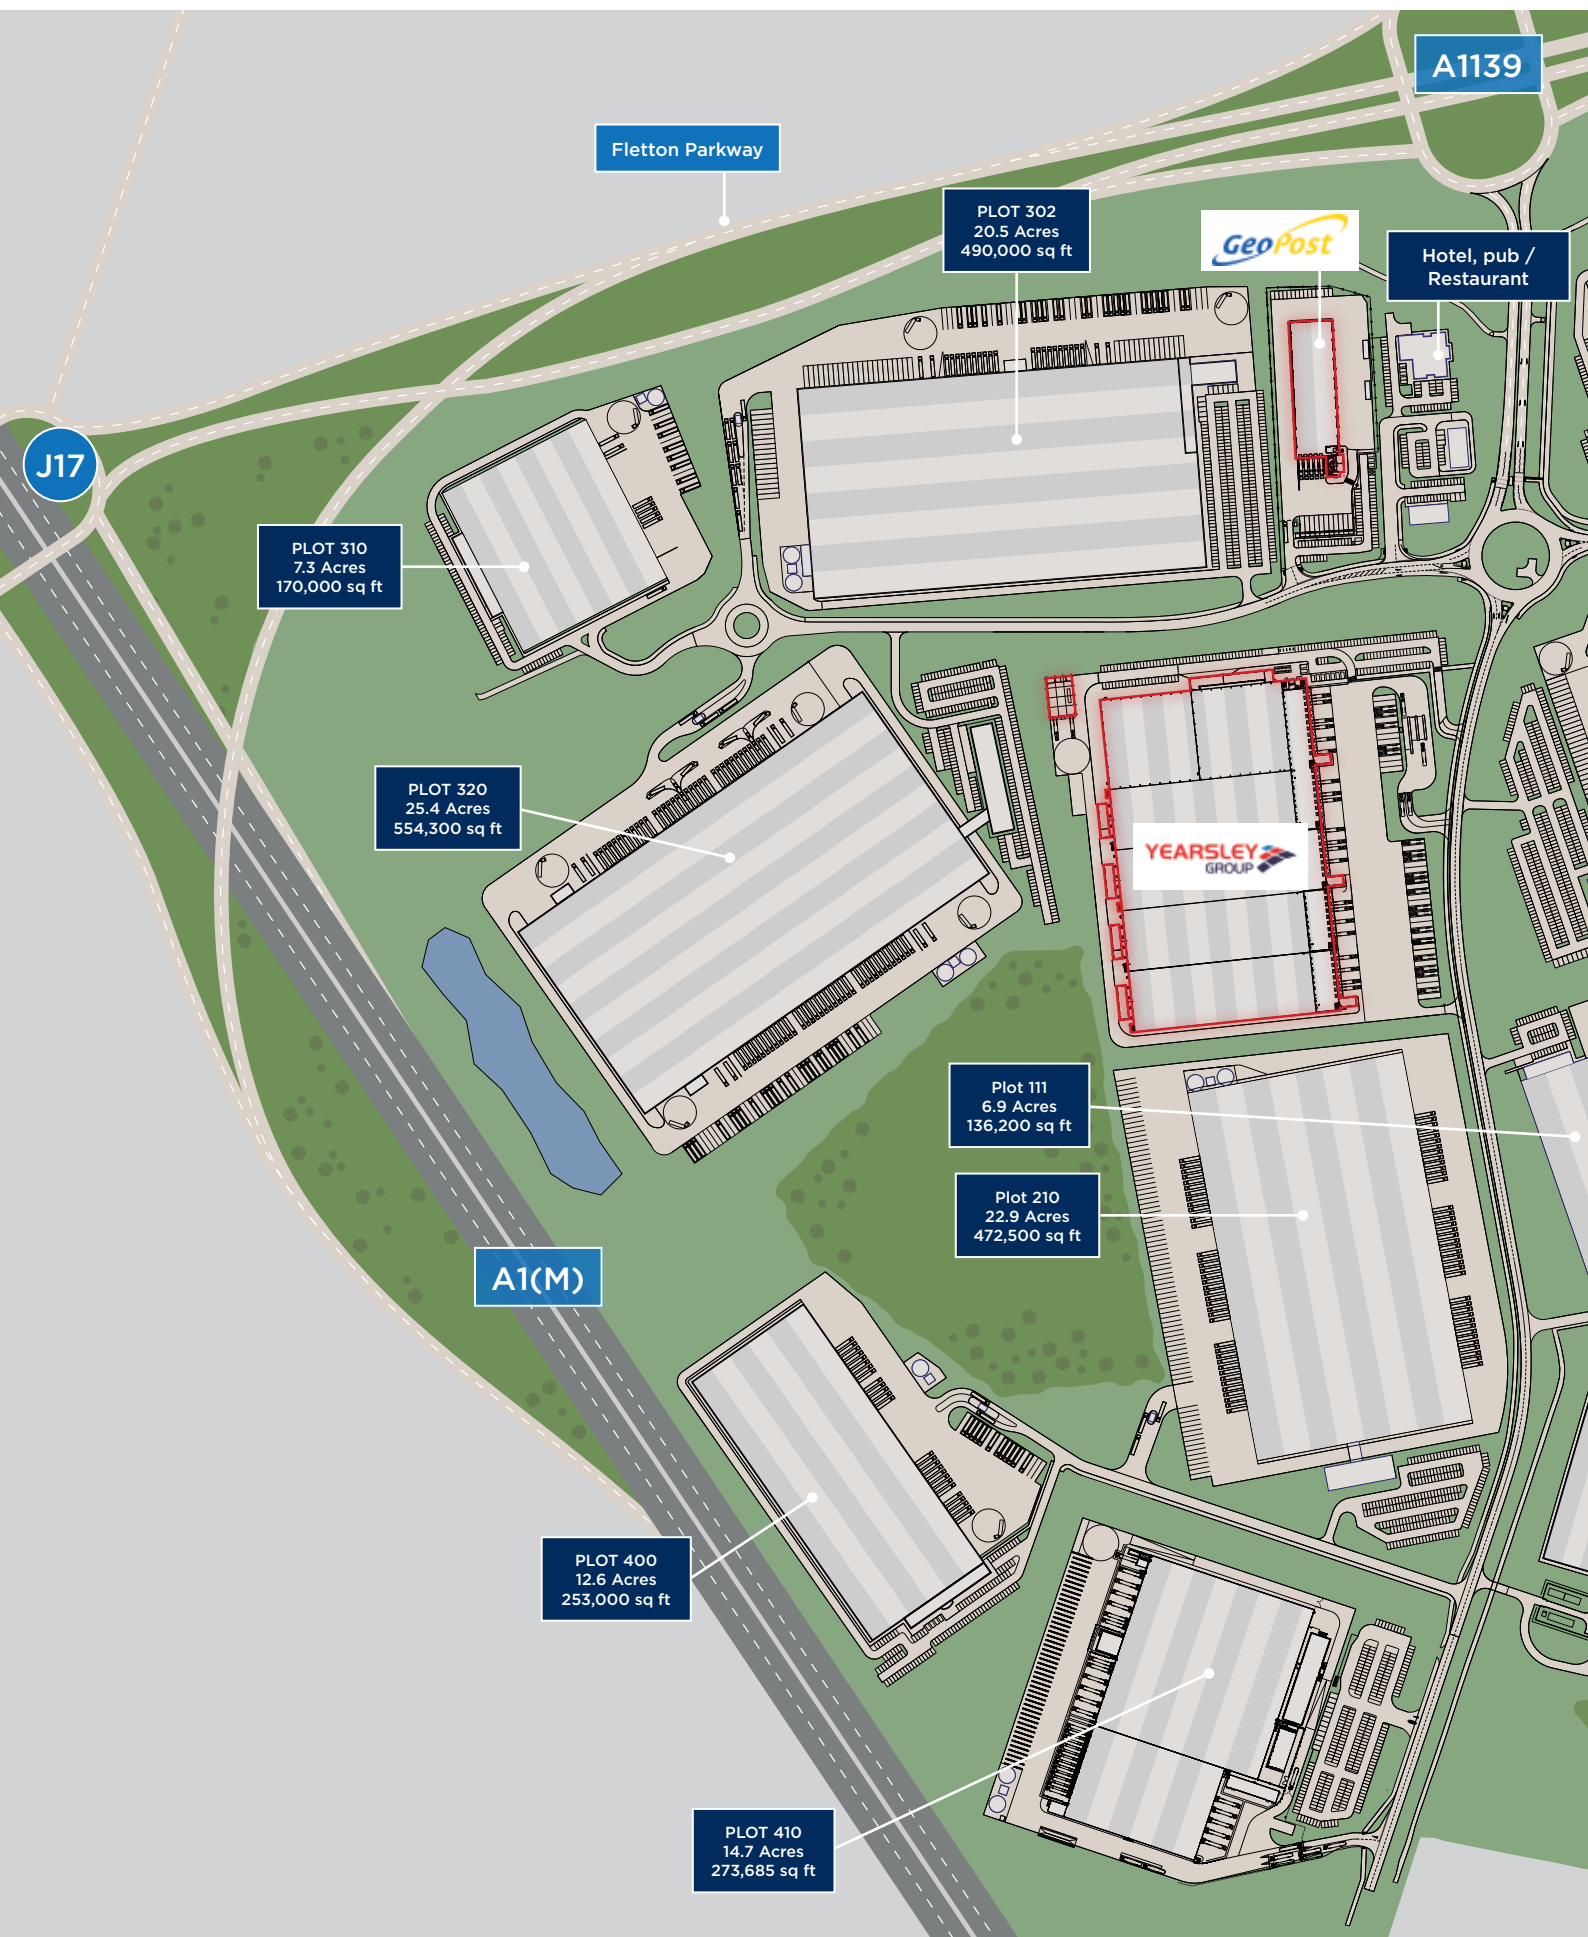 A1139
Fletton Parkway
PLOT 302
20.5 Acres
490,000 sq ft
GeoPost
Hotel, pub /
Restaurant
J17
PLOT 310
7.3 Acres
170,000 sq ft
PLOT 320
25.4 Acres
554,300 sq ft
YEARSLEY
GROUP
Plot 111
6.9 Acres
136,200 sq ft
Plot 210
22.9 Acres
472,500 sq ft
A1(M)
PLOT 400
12.6 Acres
253,000 sq ft
PLOT 410
14.7 Acres
273,685 sq ft